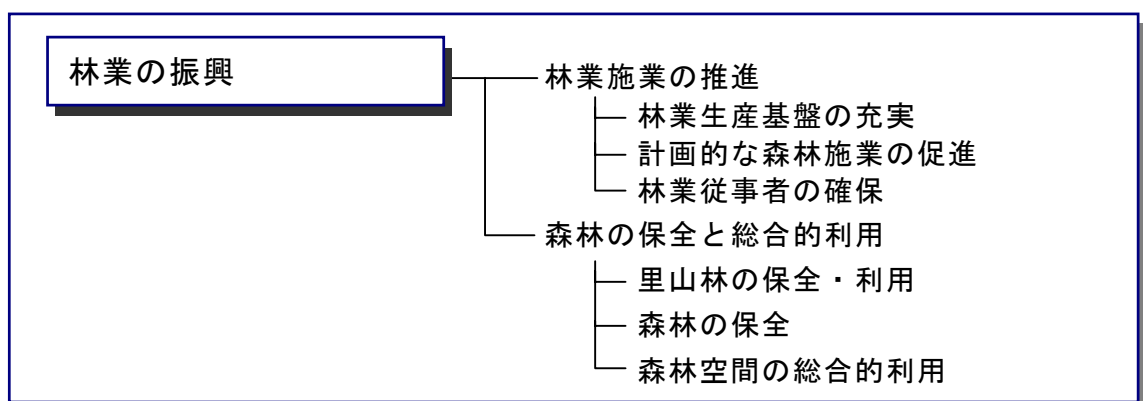 林業の振興
林業施業の推進
林業生産基盤の充実
計画的な森林施業の促進
林業従事者の確保
森林の保全と総合的利用
里山林の保全・利用
森林の保全
森林空間の総合的利用